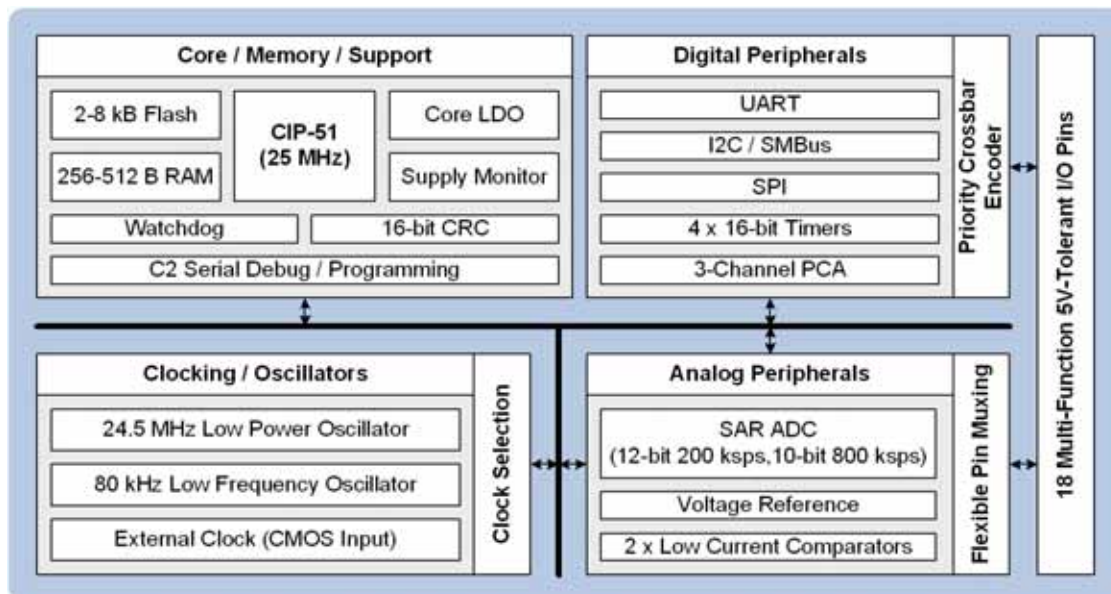 Core / Memory / Support
2-8 kB Flash
CIP-51
(25 MHz)
Core LDO
256-512 B RAM
Supply Monitor
Watchdog
16-bit CRC
C2 Serial Debug / Programming
Digital Peripherals
UART
I2C / SMBus
SPI
4 x 16-bit Timers
3-Channel PCA
Priority Crossbar
Encoder
Clocking / Oscillators
24.5 MHz Low Power Oscillator
80 kHz Low Frequency Oscillator
External Clock (CMOS Input)
Clock Selection
Analog Peripherals
SAR ADC
(12-bit 200 ksps,10-bit 800 ksps)
Voltage Reference
2 x Low Current Comparators
Flexible Pin Muxing
18 Multi-Function 5V-Tolerant I/O Pins